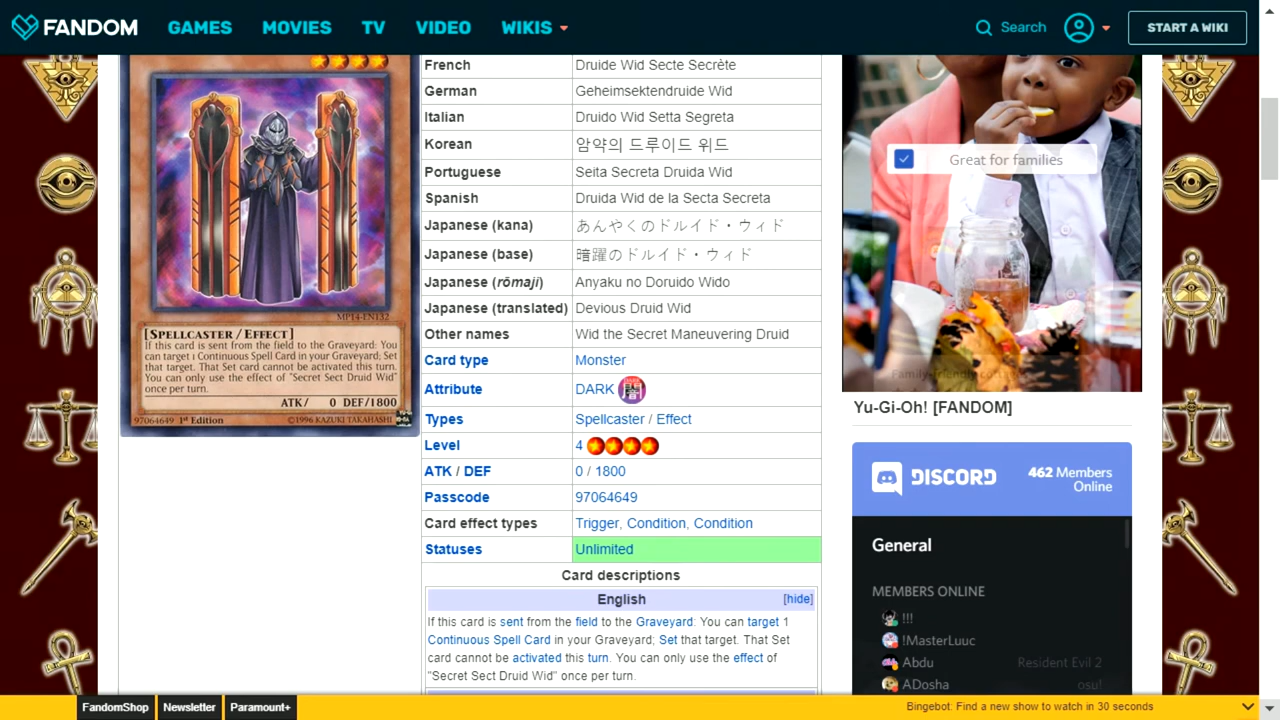 FANDOM
GAMES
MOVIES
TV
VIDEO
WIKIS
Search
START A WIKI
MP14-EN132
[SPELLCASTER / EFFECT]
If this card is sent from the field to the Graveyard: You
can target 1 Continuous Spell Card in your Graveyard; Set
that target. That Set card cannot be activated this turn.
You can only use the effect of "Secret Sect Druid Wid"
once per turn.
ATK/ 0 DEF/1800
97064649 1st Edition ©1996 KAZUKI TAKAHASHI
French Druide Wid Secte Secrète
German Geheimsektendruide Wid
Italian Druido Wid Setta Segreta
Korean 암약의 드루이드 위드
Portuguese Seita Secreta Druida Wid
Spanish Druida Wid de la Secta Secreta
Japanese (kana) あんやくのドルイド・ウィド
Japanese (base) 暗躍のドルイド・ウィド
Japanese (rōmaji) Anyaku no Doruido Wido
Japanese (translated) Devious Druid Wid
Other names Wid the Secret Maneuvering Druid
Card type Monster
Attribute DARK 闇
Types Spellcaster / Effect
Level 4
ATK / DEF 0 / 1800
Passcode 97064649
Card effect types Trigger, Condition, Condition
Statuses Unlimited
Card descriptions
English [hide]
If this card is sent from the field to the Graveyard: You can target 1
Continuous Spell Card in your Graveyard; Set that target. That Set
card cannot be activated this turn. You can only use the effect of
"Secret Sect Druid Wid" once per turn.
Great for families
Yu-Gi-Oh! [FANDOM]
DISCORD
462 Members
Online
General
MEMBERS ONLINE
!!!
!MasterLuuc
Abdu Resident Evil 2
ADosha osu!
FandomShop
Newsletter
Paramount+
Bingebot: Find a new show to watch in 30 seconds